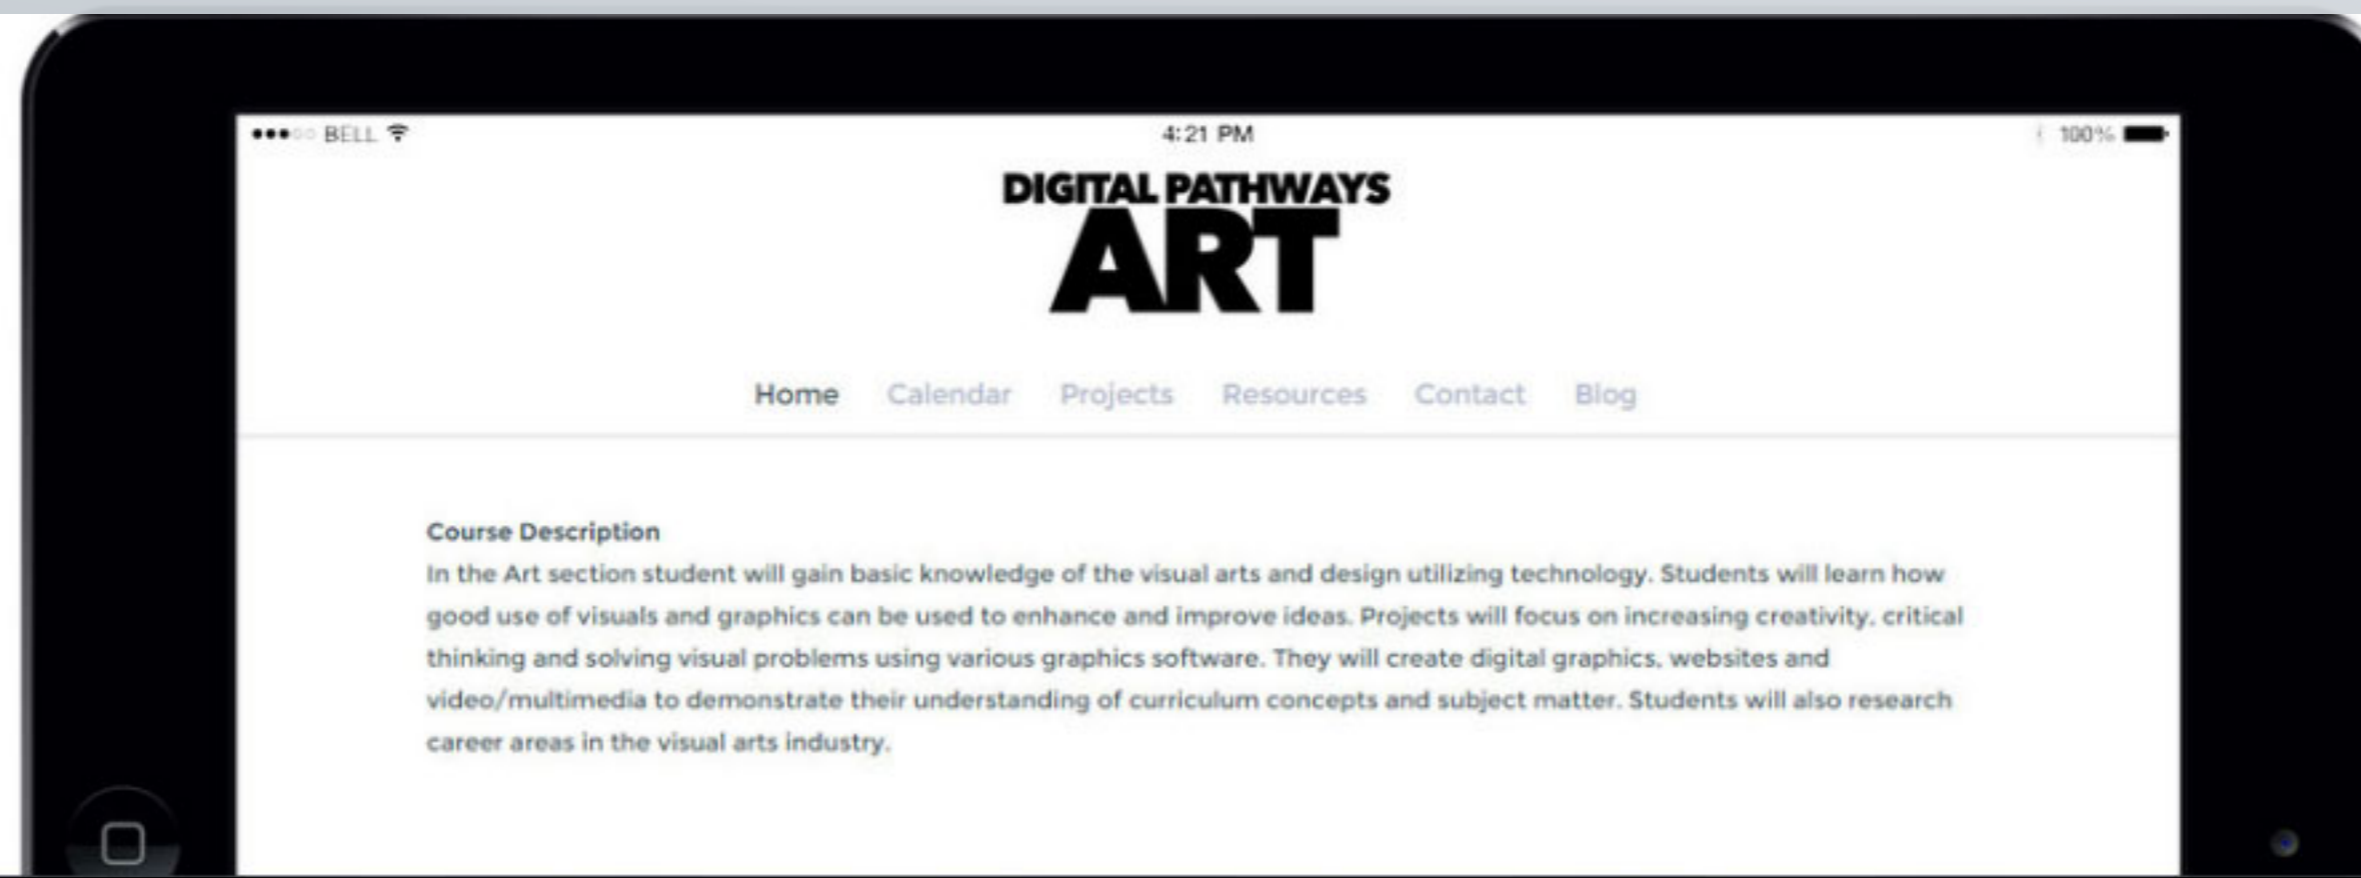 BELL 4:21 PM 100%
DIGITAL PATHWAYS
ART
Home Calendar Projects Resources Contact Blog
Course Description
In the Art section student will gain basic knowledge of the visual arts and design utilizing technology. Students will learn how
good use of visuals and graphics can be used to enhance and improve ideas. Projects will focus on increasing creativity, critical
thinking and solving visual problems using various graphics software. They will create digital graphics, websites and
video/multimedia to demonstrate their understanding of curriculum concepts and subject matter. Students will also research
career areas in the visual arts industry.